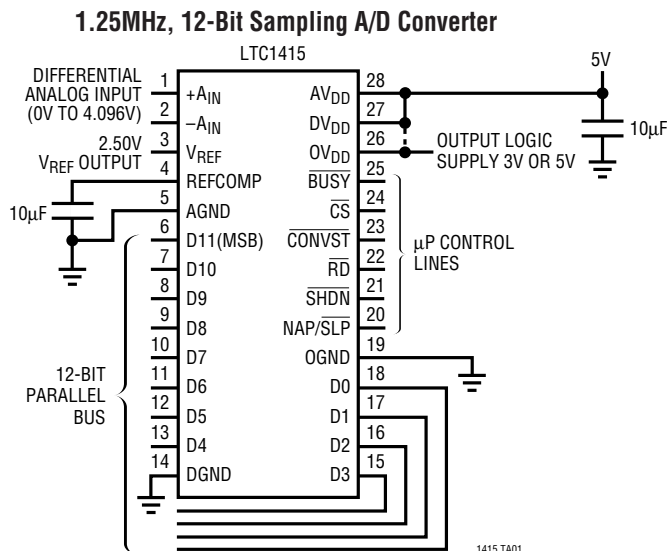 1.25MHz, 12-Bit Sampling A/D Converter
LTC1415
5V
DIFFERENTIAL
ANALOG INPUT
(0V TO 4.096V)
2.50V
VREF OUTPUT
10µF
12-BIT
PARALLEL
BUS
1 +AIN
2 –AIN
3 VREF
4 REFCOMP
5 AGND
6 D11(MSB)
7 D10
8 D9
9 D8
10 D7
11 D6
12 D5
13 D4
14 DGND
AVDD 28
DVDD 27
OVDD 26
BUSY 25
CS 24
CONVST 23
RD 22
SHDN 21
NAP/SLP 20
OGND 19
D0 18
D1 17
D2 16
D3 15
10µF
OUTPUT LOGIC
SUPPLY 3V OR 5V
µP CONTROL
LINES
1415 TA01